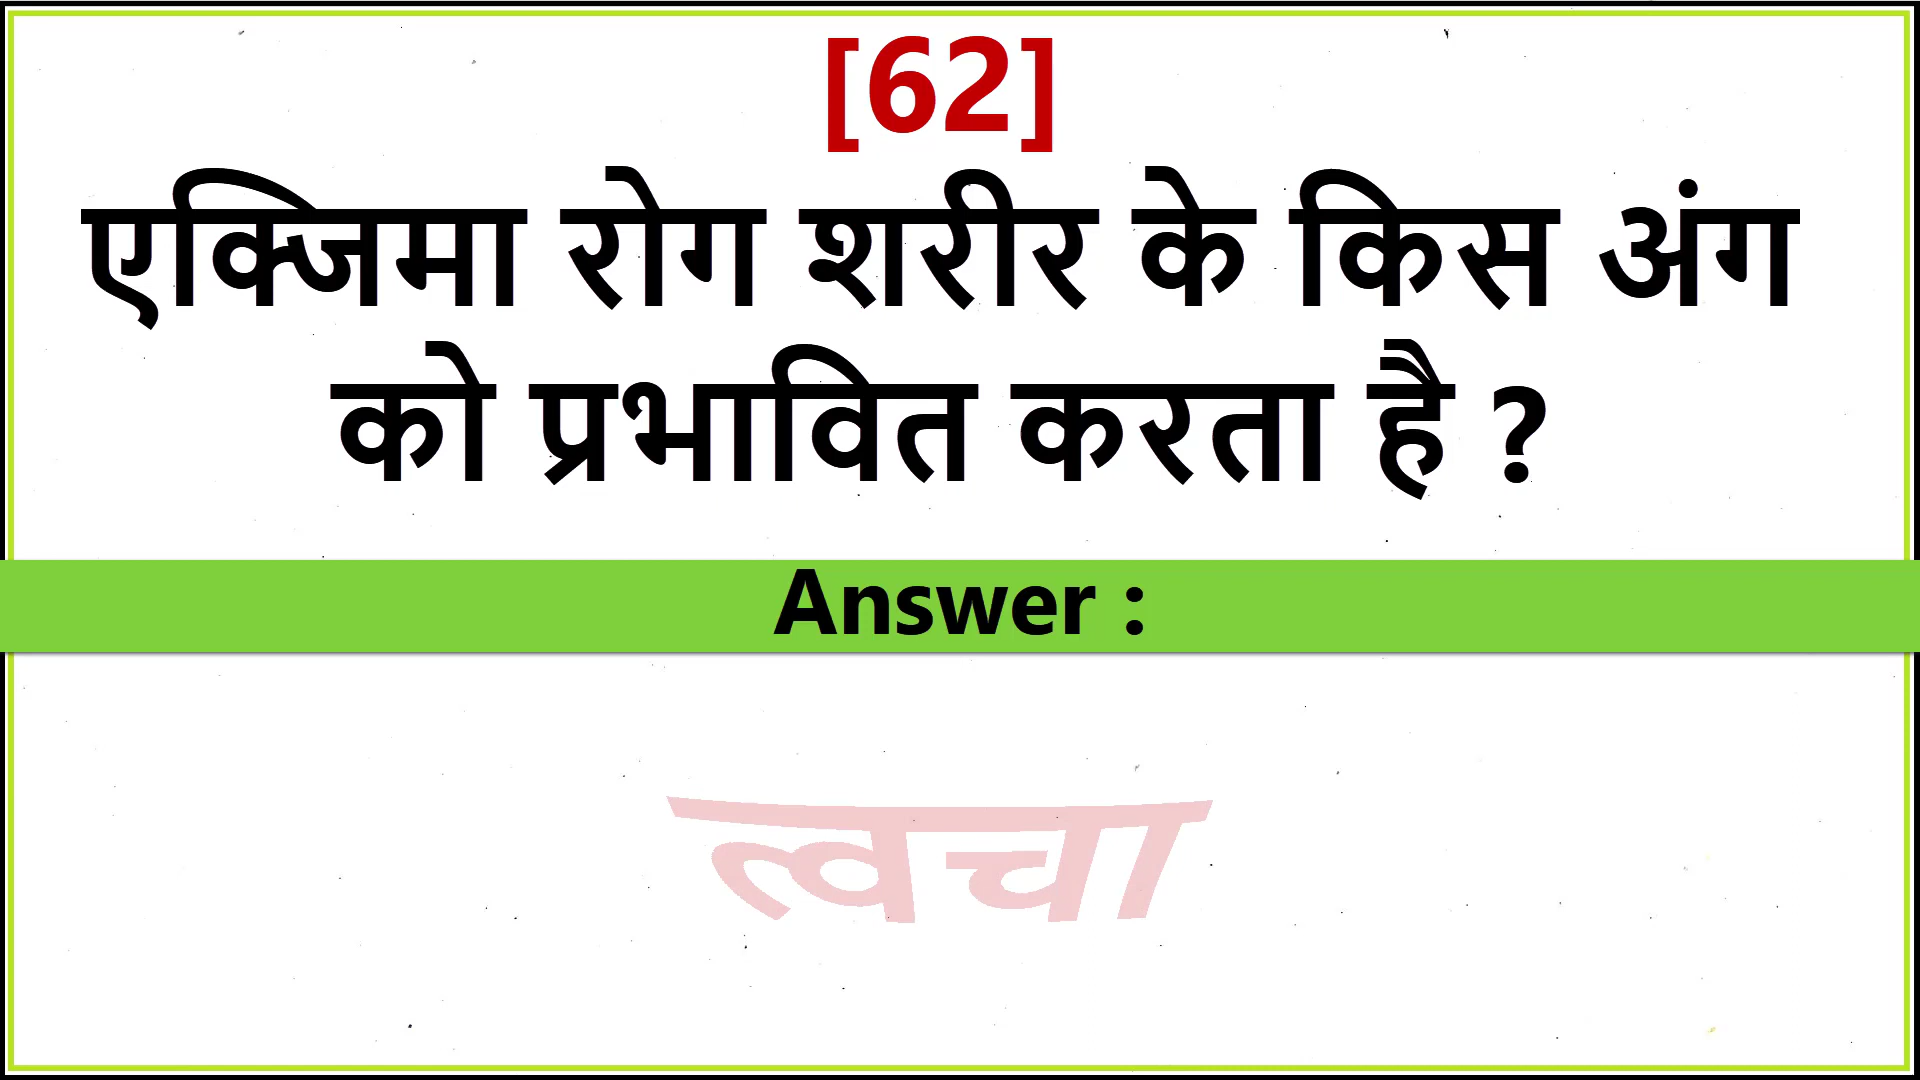 [62]
एक्जिमा रोग शरीर के किस अंग
को प्रभावित करता है ?
Answer :
त्वचा